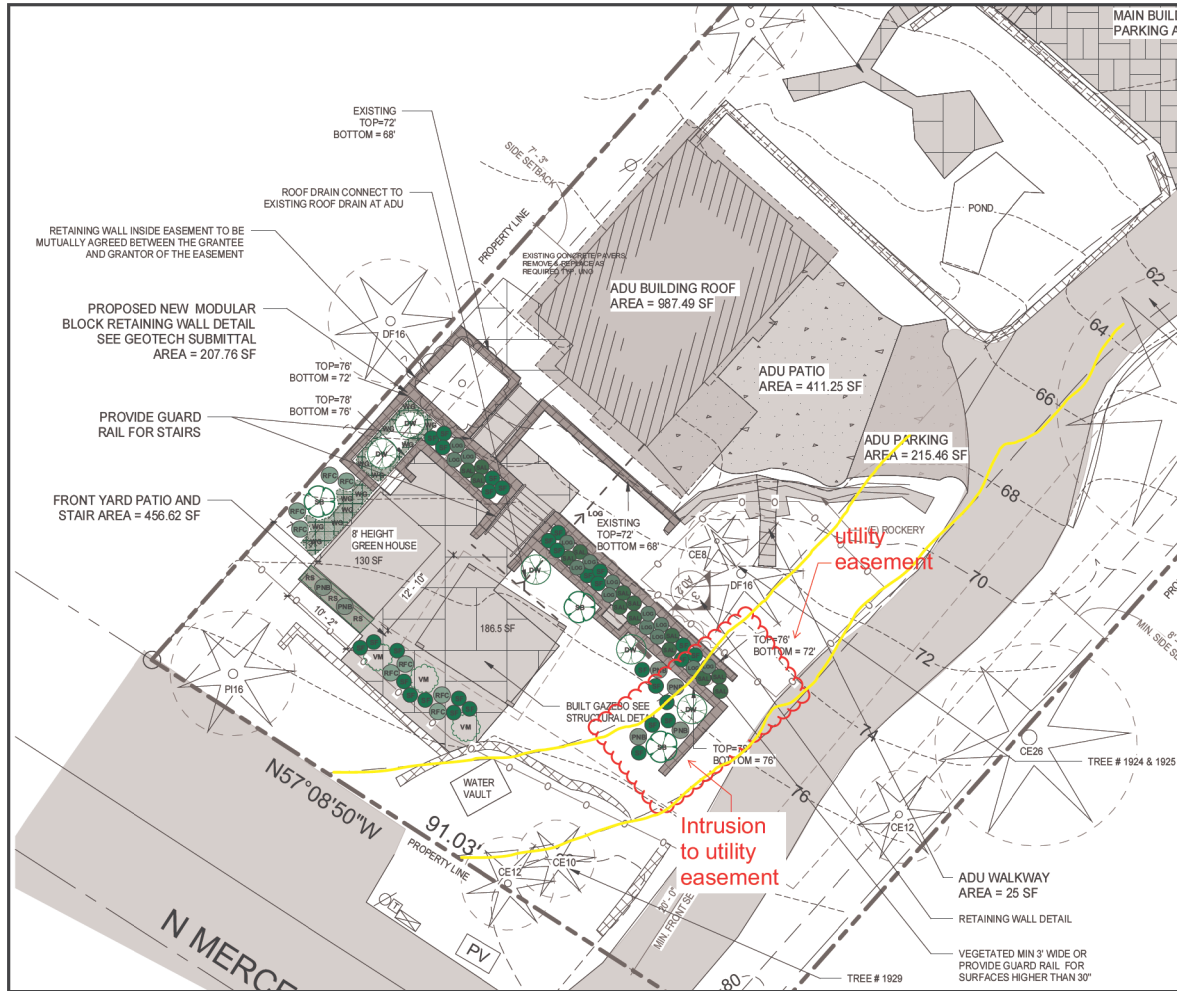 MAIN BUIL
PARKING A
EXISTING
TOP=72'
BOTTOM = 68'
7' - 3"
SIDE SETBACK
ROOF DRAIN CONNECT TO
EXISTING ROOF DRAIN AT ADU
PROPERTY LINE
POND
RETAINING WALL INSIDE EASEMENT TO BE
MUTUALLY AGREED BETWEEN THE GRANTEE
AND GRANTOR OF THE EASEMENT
EXISTING CONCRETE PAVERS,
REMOVE & REPLACE AS
REQUIRED TYP, UNO
62
ADU BUILDING ROOF
AREA = 987.49 SF
64
PROPOSED NEW MODULAR
BLOCK RETAINING WALL DETAIL
SEE GEOTECH SUBMITTAL
AREA = 207.76 SF
DF16
TOP=76'
BOTTOM = 72'
ADU PATIO
AREA = 411.25 SF
66
TOP=78'
BOTTOM = 76'
PROVIDE GUARD
RAIL FOR STAIRS
ADU PARKING
AREA = 215.46 SF
68
FRONT YARD PATIO AND
STAIR AREA = 456.62 SF
8' HEIGHT
GREEN HOUSE
130 SF
LOG
EXISTING
TOP=72'
BOTTOM = 68'
(E) ROCKERY
utility
easement
CE8
DF16
70
12' - 10"
10' - 2"
186.5 SF
TOP=76'
BOTTOM = 72'
72
8'-
MIN. SIDE S
PI16
BUILT GAZEBO SEE
STRUCTURAL DETA
74
CE26
TREE # 1924 & 1925
TOP=78
BOTTOM = 76'
WATER
VAULT
76
N57°08'50"W
91.03'
PROPERTY LINE
Intrusion
to utility
easement
CE12
CE10
CE12
ADU WALKWAY
AREA = 25 SF
20' - 0"
MIN. FRONT SE
RETAINING WALL DETAIL
N MERCE
PV
VEGETATED MIN 3' WIDE OR
PROVIDE GUARD RAIL FOR
SURFACES HIGHER THAN 30"
80
TREE # 1929